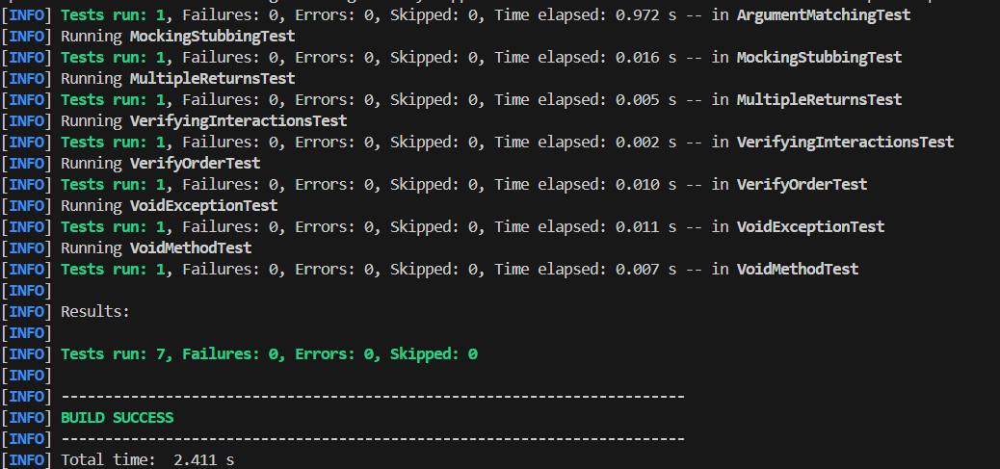 [INFO] Tests run: 1, Failures: 0, Errors: 0, Skipped: 0, Time elapsed: 0.972 s -- in ArgumentMatchingTest
[INFO] Running MockingStubbingTest
[INFO] Tests run: 1, Failures: 0, Errors: 0, Skipped: 0, Time elapsed: 0.016 s -- in MockingStubbingTest
[INFO] Running MultipleReturnsTest
[INFO] Tests run: 1, Failures: 0, Errors: 0, Skipped: 0, Time elapsed: 0.005 s -- in MultipleReturnsTest
[INFO] Running VerifyingInteractionsTest
[INFO] Tests run: 1, Failures: 0, Errors: 0, Skipped: 0, Time elapsed: 0.002 s -- in VerifyingInteractionsTest
[INFO] Running VerifyOrderTest
[INFO] Tests run: 1, Failures: 0, Errors: 0, Skipped: 0, Time elapsed: 0.010 s -- in VerifyOrderTest
[INFO] Running VoidExceptionTest
[INFO] Tests run: 1, Failures: 0, Errors: 0, Skipped: 0, Time elapsed: 0.011 s -- in VoidExceptionTest
[INFO] Running VoidMethodTest
[INFO] Tests run: 1, Failures: 0, Errors: 0, Skipped: 0, Time elapsed: 0.007 s -- in VoidMethodTest
[INFO]
[INFO] Results:
[INFO]
[INFO] Tests run: 7, Failures: 0, Errors: 0, Skipped: 0
[INFO]
[INFO] ------------------------------------------------------------------------
[INFO] BUILD SUCCESS
[INFO] ------------------------------------------------------------------------
[INFO] Total time:  2.411 s